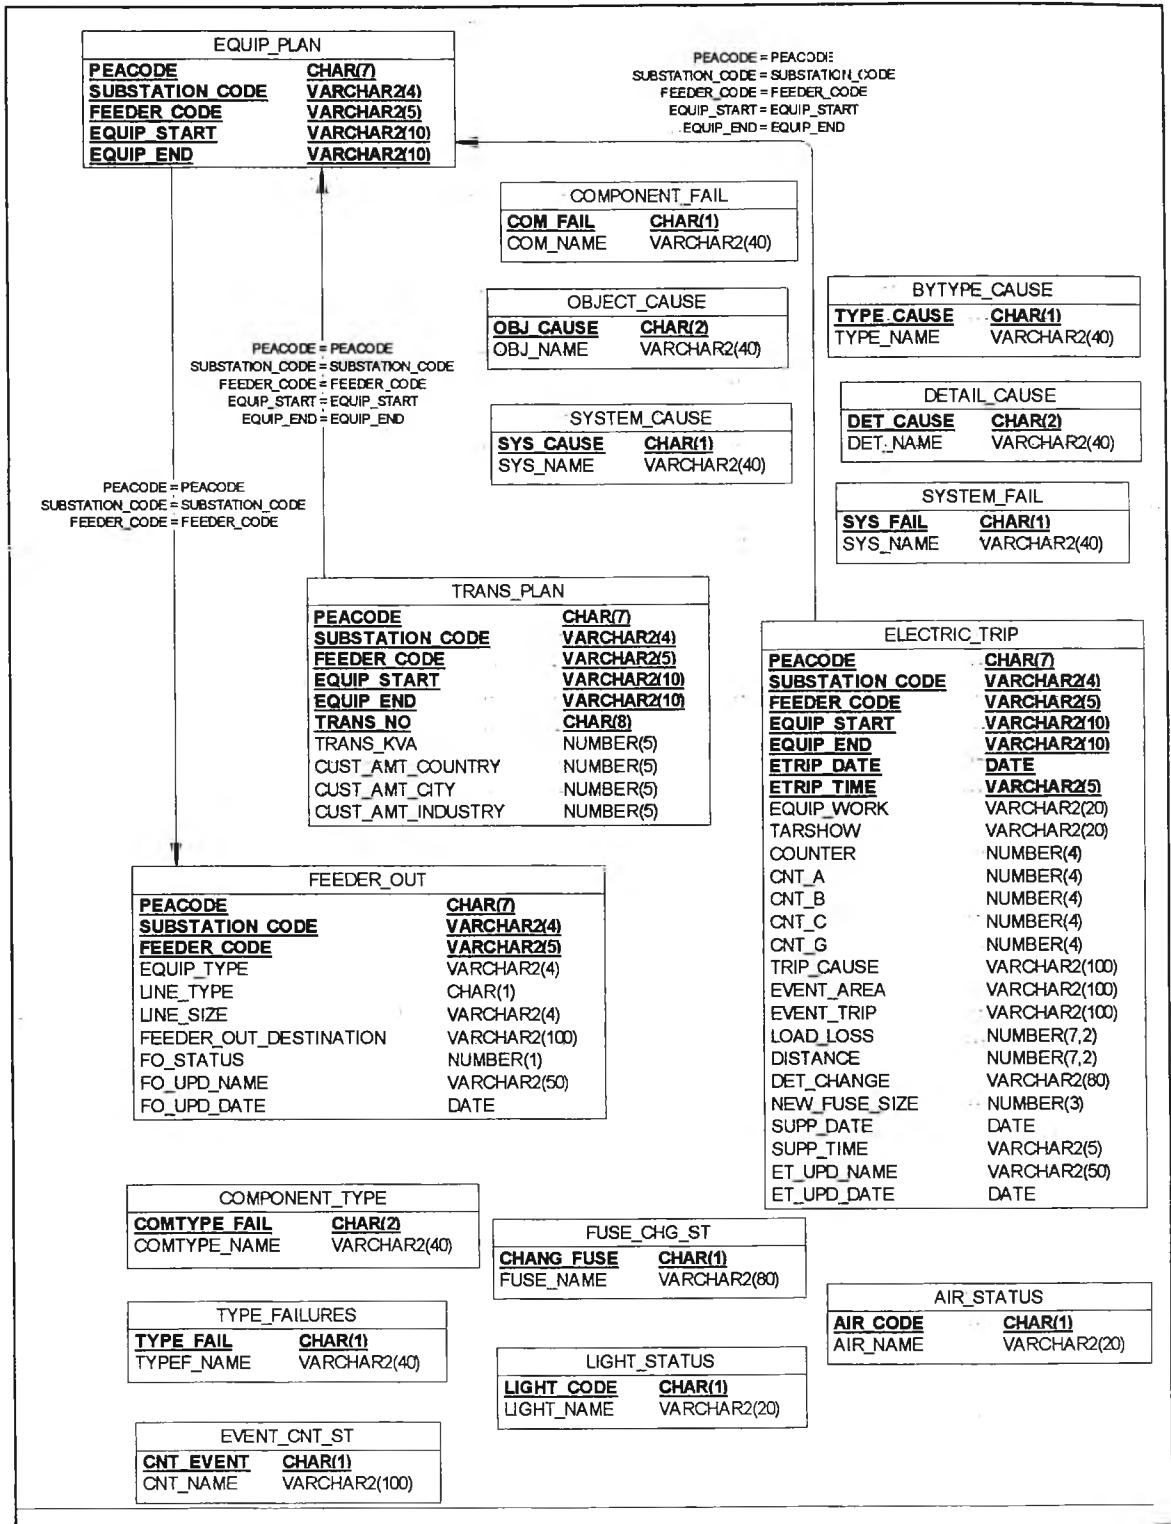 EQUIP_PLAN
PEACODE CHAR(7)
SUBSTATION_CODE VARCHAR2(4)
FEEDER_CODE VARCHAR2(5)
EQUIP_START VARCHAR2(10)
EQUIP_END VARCHAR2(10)
PEACODE = PEACODE
SUBSTATION_CODE = SUBSTATION_CODE
FEEDER_CODE = FEEDER_CODE
EQUIP_START = EQUIP_START
EQUIP_END = EQUIP_END
COMPONENT_FAIL
COM_FAIL CHAR(1)
COM_NAME VARCHAR2(40)
OBJECT_CAUSE
OBJ_CAUSE CHAR(2)
OBJ_NAME VARCHAR2(40)
BYTYPE_CAUSE
TYPE_CAUSE CHAR(1)
TYPE_NAME VARCHAR2(40)
PEACODE = PEACODE
SUBSTATION_CODE = SUBSTATION_CODE
FEEDER_CODE = FEEDER_CODE
EQUIP_START = EQUIP_START
EQUIP_END = EQUIP_END
SYSTEM_CAUSE
SYS_CAUSE CHAR(1)
SYS_NAME VARCHAR2(40)
DETAIL_CAUSE
DET_CAUSE CHAR(2)
DET_NAME VARCHAR2(40)
PEACODE = PEACODE
SUBSTATION_CODE = SUBSTATION_CODE
FEEDER_CODE = FEEDER_CODE
SYSTEM_FAIL
SYS_FAIL CHAR(1)
SYS_NAME VARCHAR2(40)
TRANS_PLAN
PEACODE CHAR(7)
SUBSTATION_CODE VARCHAR2(4)
FEEDER_CODE VARCHAR2(5)
EQUIP_START VARCHAR2(10)
EQUIP_END VARCHAR2(10)
TRANS_NO CHAR(8)
TRANS_KVA NUMBER(5)
CUST_AMT_COUNTRY NUMBER(5)
CUST_AMT_CITY NUMBER(5)
CUST_AMT_INDUSTRY NUMBER(5)
ELECTRIC_TRIP
PEACODE CHAR(7)
SUBSTATION_CODE VARCHAR2(4)
FEEDER_CODE VARCHAR2(5)
EQUIP_START VARCHAR2(10)
EQUIP_END VARCHAR2(10)
ETRIP_DATE DATE
ETRIP_TIME VARCHAR2(5)
EQUIP_WORK VARCHAR2(20)
TARSHOW VARCHAR2(20)
COUNTER NUMBER(4)
CNT_A NUMBER(4)
CNT_B NUMBER(4)
CNT_C NUMBER(4)
CNT_G NUMBER(4)
TRIP_CAUSE VARCHAR2(100)
EVENT_AREA VARCHAR2(100)
EVENT_TRIP VARCHAR2(100)
LOAD_LOSS NUMBER(7,2)
DISTANCE NUMBER(7,2)
DET_CHANGE VARCHAR2(80)
NEW_FUSE_SIZE NUMBER(3)
SUPP_DATE DATE
SUPP_TIME VARCHAR2(5)
ET_UPD_NAME VARCHAR2(50)
ET_UPD_DATE DATE
FEEDER_OUT
PEACODE CHAR(7)
SUBSTATION_CODE VARCHAR2(4)
FEEDER_CODE VARCHAR2(5)
EQUIP_TYPE VARCHAR2(4)
LINE_TYPE CHAR(1)
LINE_SIZE VARCHAR2(4)
FEEDER_OUT_DESTINATION VARCHAR2(100)
FO_STATUS NUMBER(1)
FO_UPD_NAME VARCHAR2(50)
FO_UPD_DATE DATE
COMPONENT_TYPE
COMTYPE_FAIL CHAR(2)
COMTYPE_NAME VARCHAR2(40)
FUSE_CHG_ST
CHANG_FUSE CHAR(1)
FUSE_NAME VARCHAR2(80)
AIR_STATUS
AIR_CODE CHAR(1)
AIR_NAME VARCHAR2(20)
TYPE_FAILURES
TYPE_FAIL CHAR(1)
TYPEF_NAME VARCHAR2(40)
LIGHT_STATUS
LIGHT_CODE CHAR(1)
LIGHT_NAME VARCHAR2(20)
EVENT_CNT_ST
CNT_EVENT CHAR(1)
CNT_NAME VARCHAR2(100)